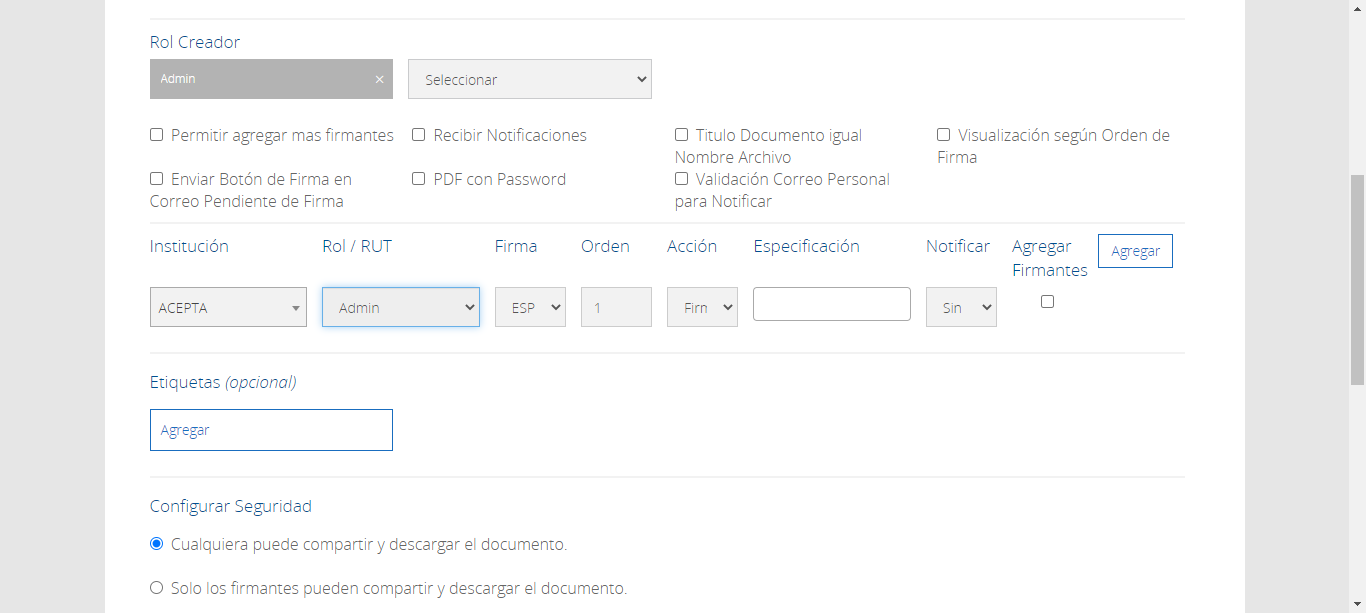 Rol Creador
Admin ×
Seleccionar
Permitir agregar mas firmantes
Recibir Notificaciones
Titulo Documento igual
Nombre Archivo
Visualización según Orden de
Firma
Enviar Botón de Firma en
Correo Pendiente de Firma
PDF con Password
Validación Correo Personal
para Notificar
Institución Rol / RUT Firma Orden Acción Especificación Notificar Agregar
Firmantes
Agregar
ACEPTA Admin ESP 1 Firn Sin
Etiquetas (opcional)
Agregar
Configurar Seguridad
Cualquiera puede compartir y descargar el documento.
Solo los firmantes pueden compartir y descargar el documento.